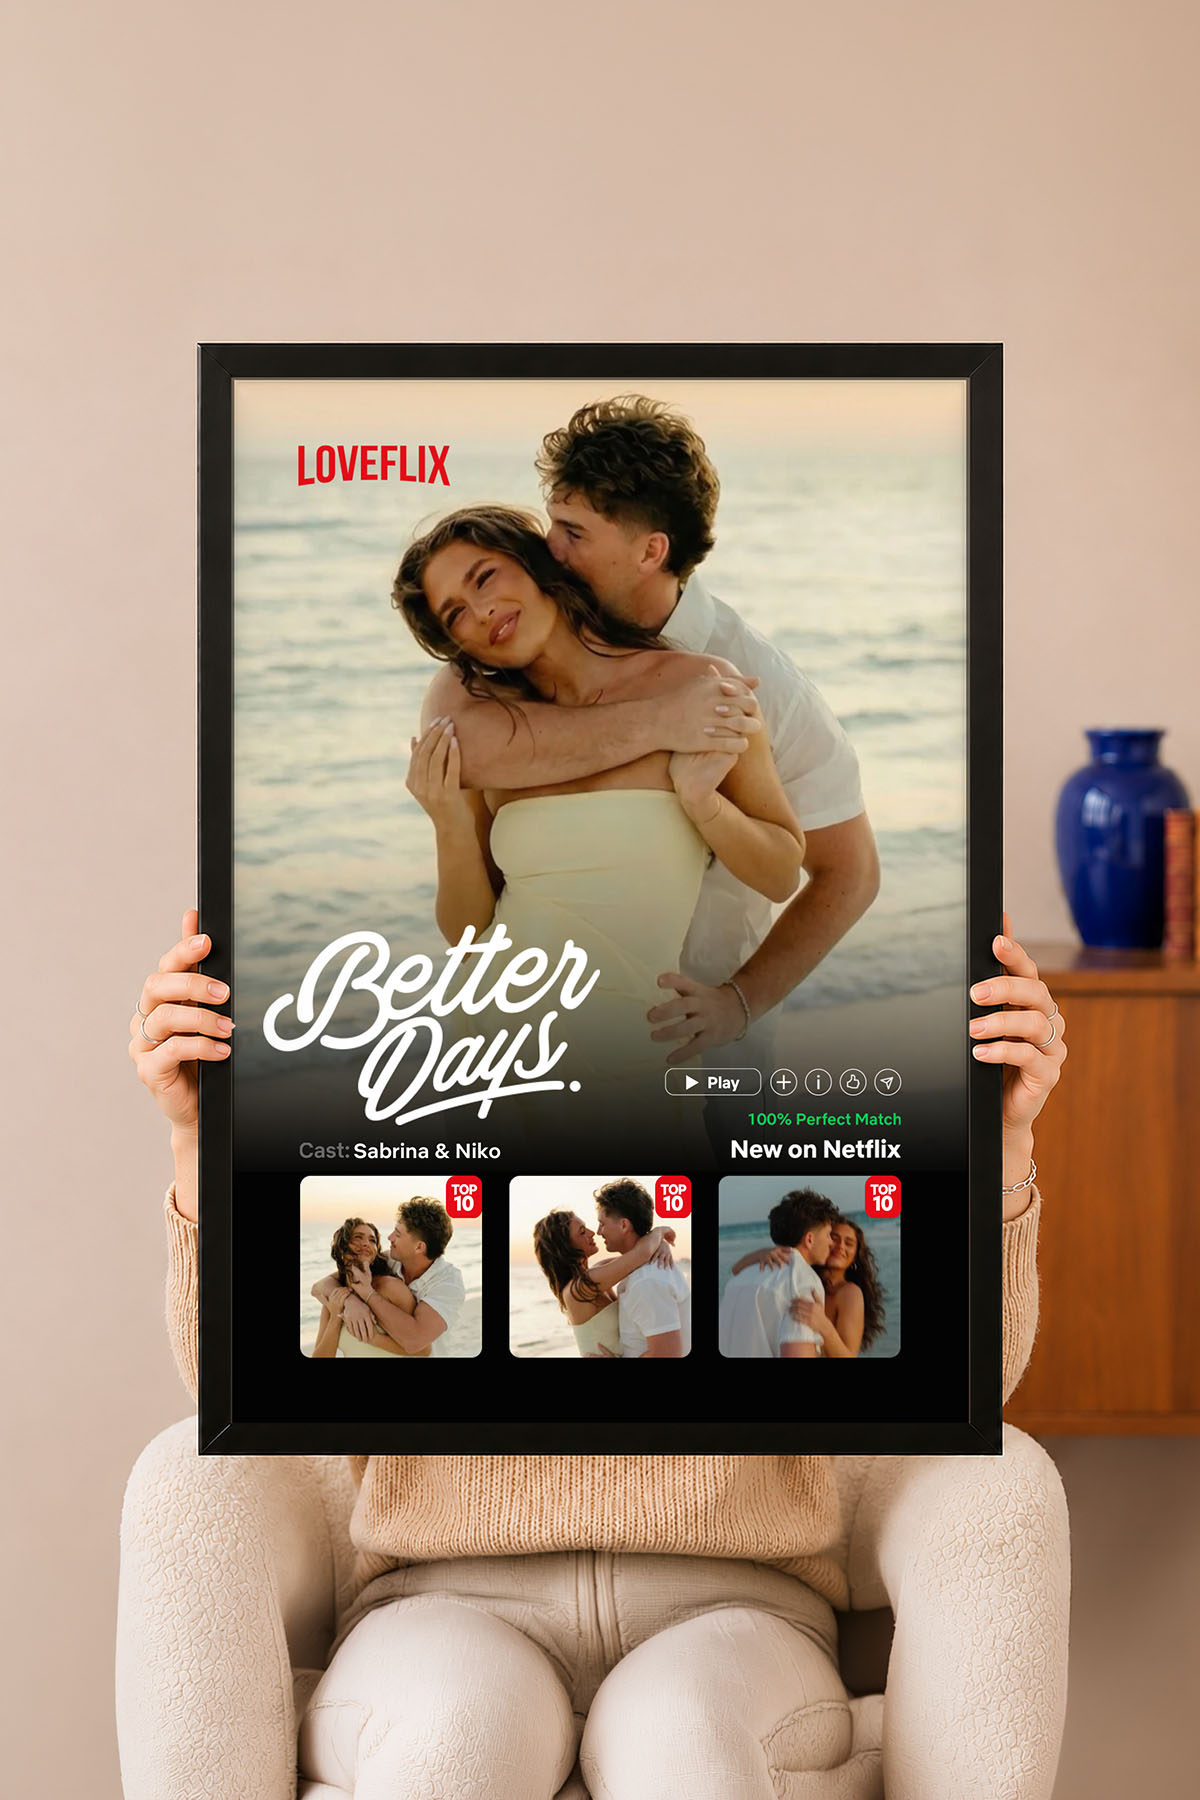 LOVEFLIX
Better
Days.
Play
100% Perfect Match
Cast: Sabrina & Niko
New on Netflix
TOP
10
TOP
10
TOP
10